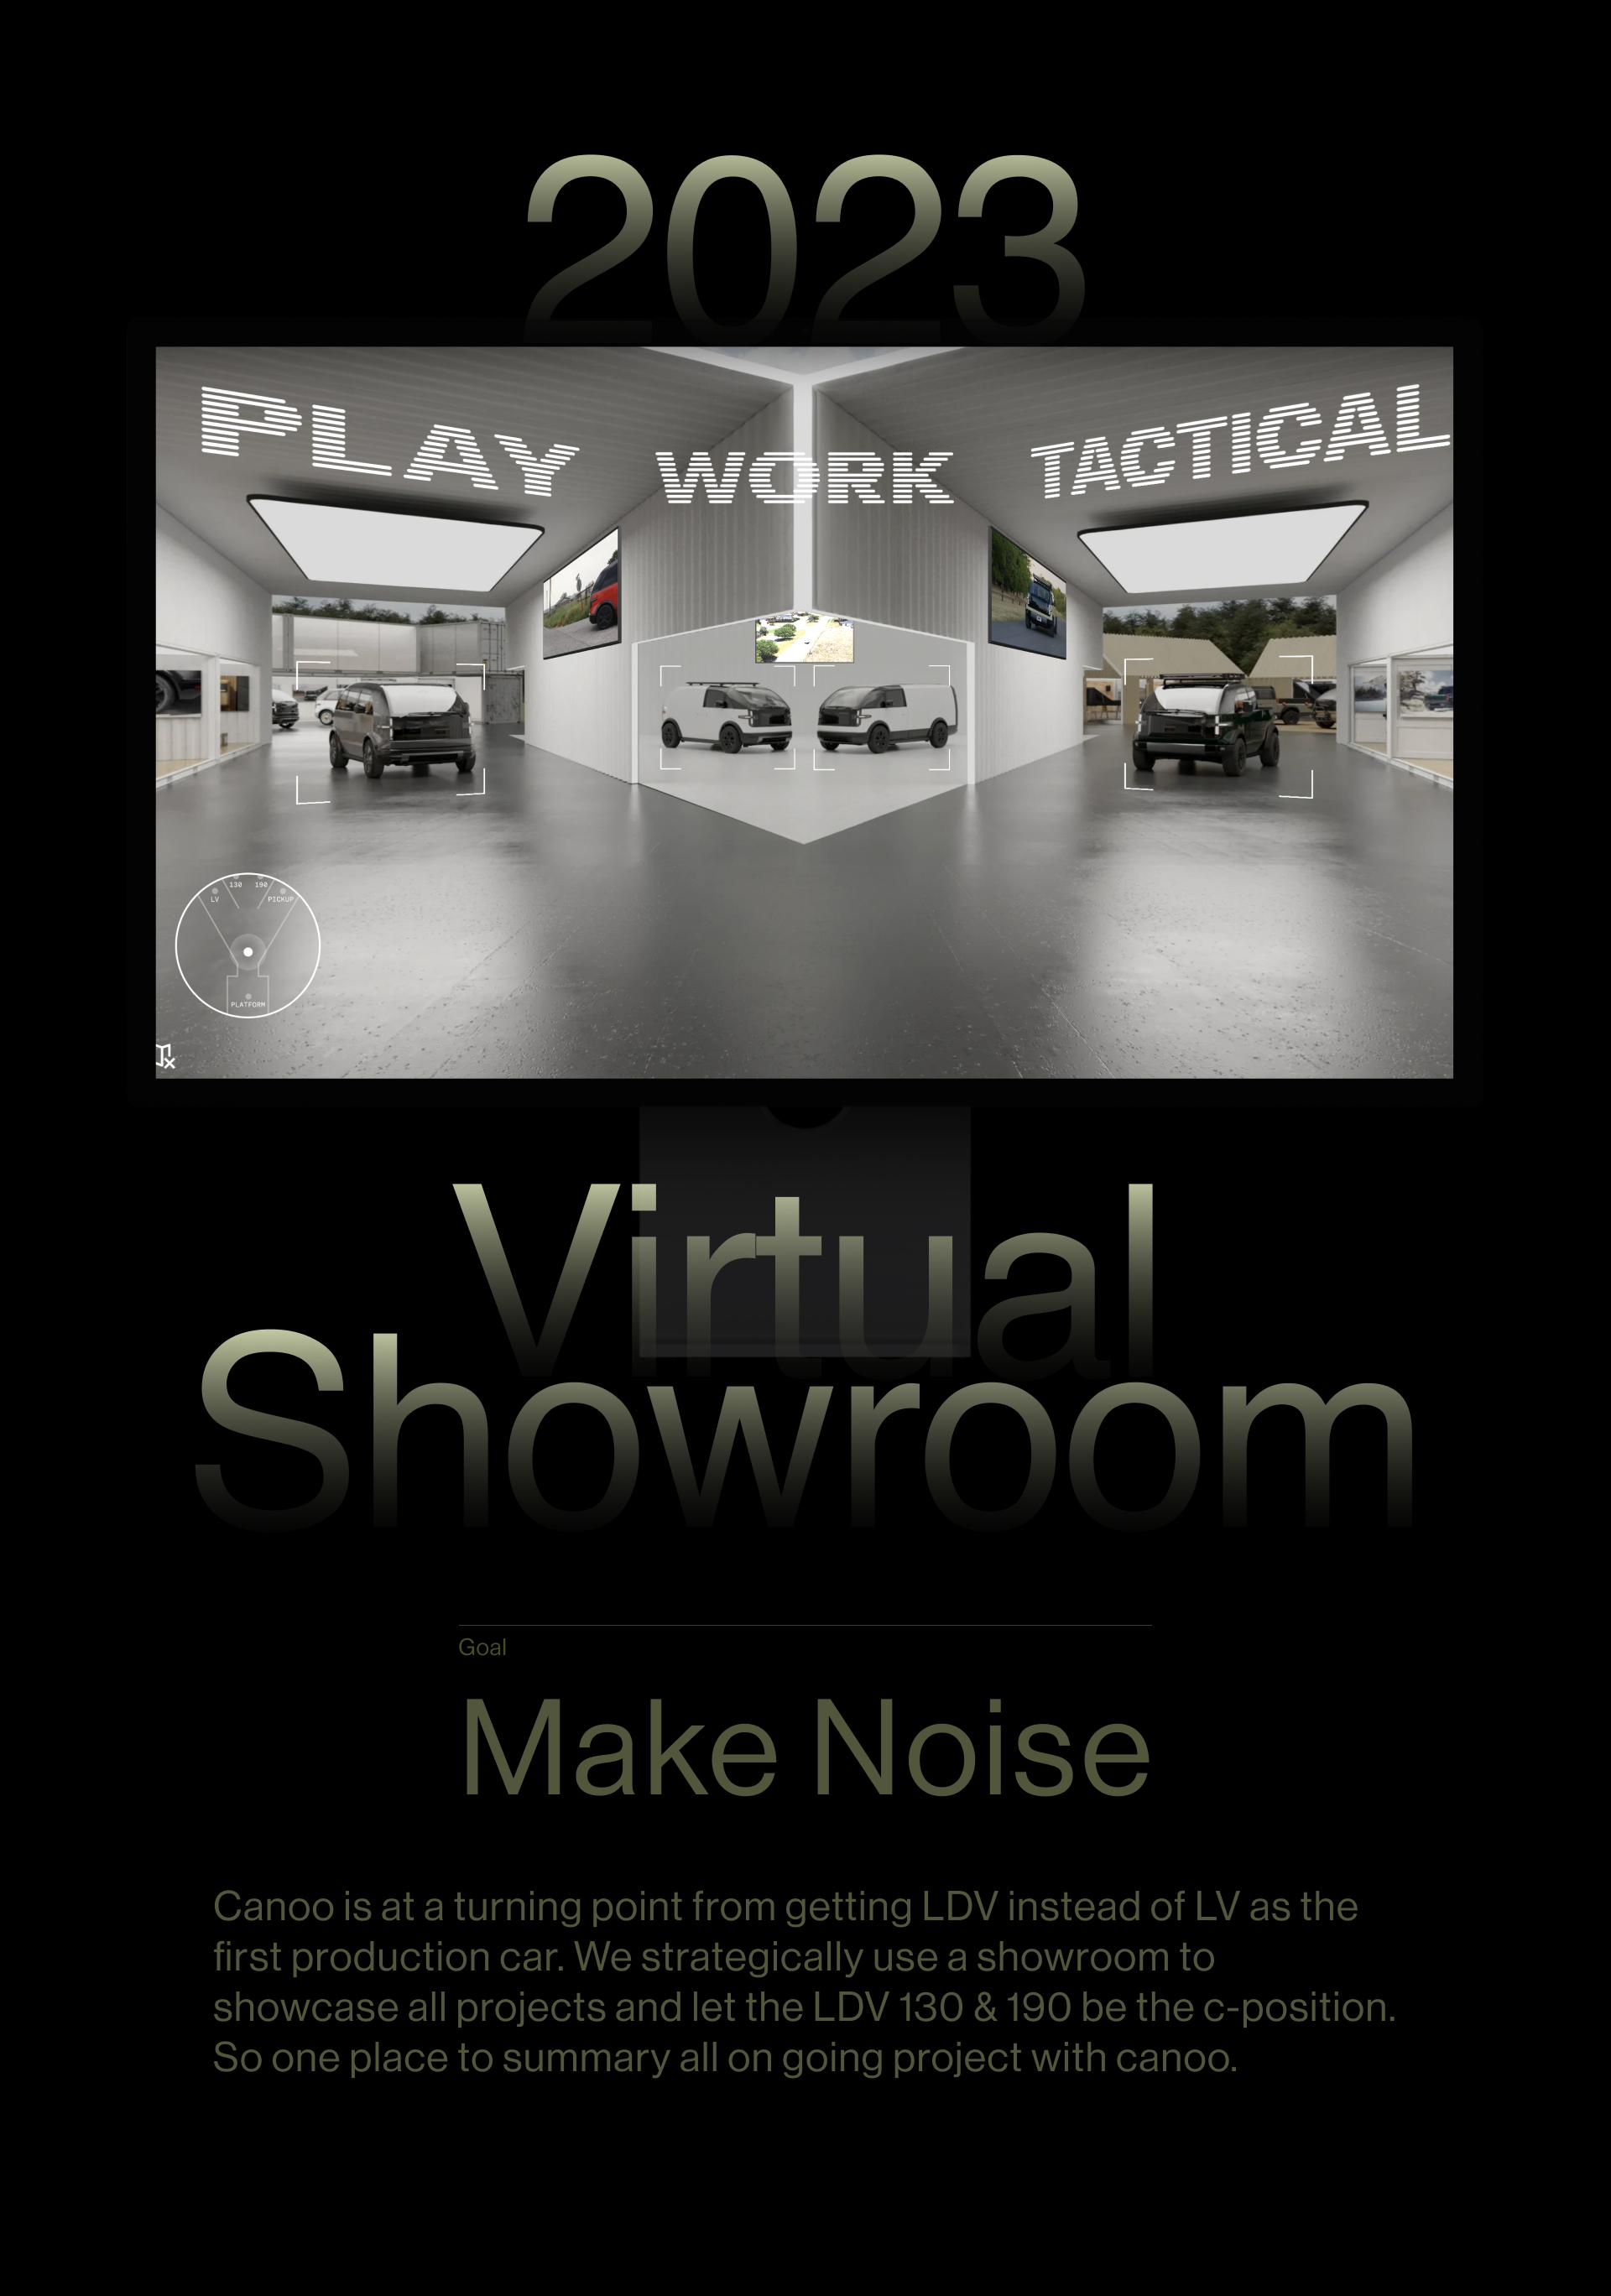 2023
PLAY
WORK
TACTICAL
130 190
LV PICKUP
PLATFORM
Virtual
Showroom
Goal
Make Noise
Canoo is at a turning point from getting LDV instead of LV as the
first production car. We strategically use a showroom to
showcase all projects and let the LDV 130 & 190 be the c-position.
So one place to summary all on going project with canoo.